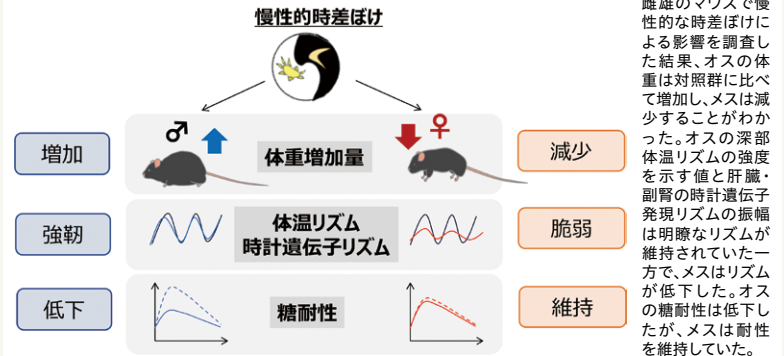 慢性的時差ぼけ
♂
♀
増加
体重増加量
減少
強靭
体温リズム
時計遺伝子リズム
脆弱
低下
糖耐性
維持
雌雄のマウスで慢
性的な時差ぼけに
よる影響を調査し
た結果、オスの体
重は対照群に比べ
て増加し、メスは減
少することがわか
った。オスの深部
体温リズムの強度
を示す値と肝臓・
副腎の時計遺伝子
発現リズムの振幅
は明瞭なリズムが
維持されていた一
方で、メスはリズム
が低下した。オス
の糖耐性は低下し
たが、メスは耐性
を維持していた。